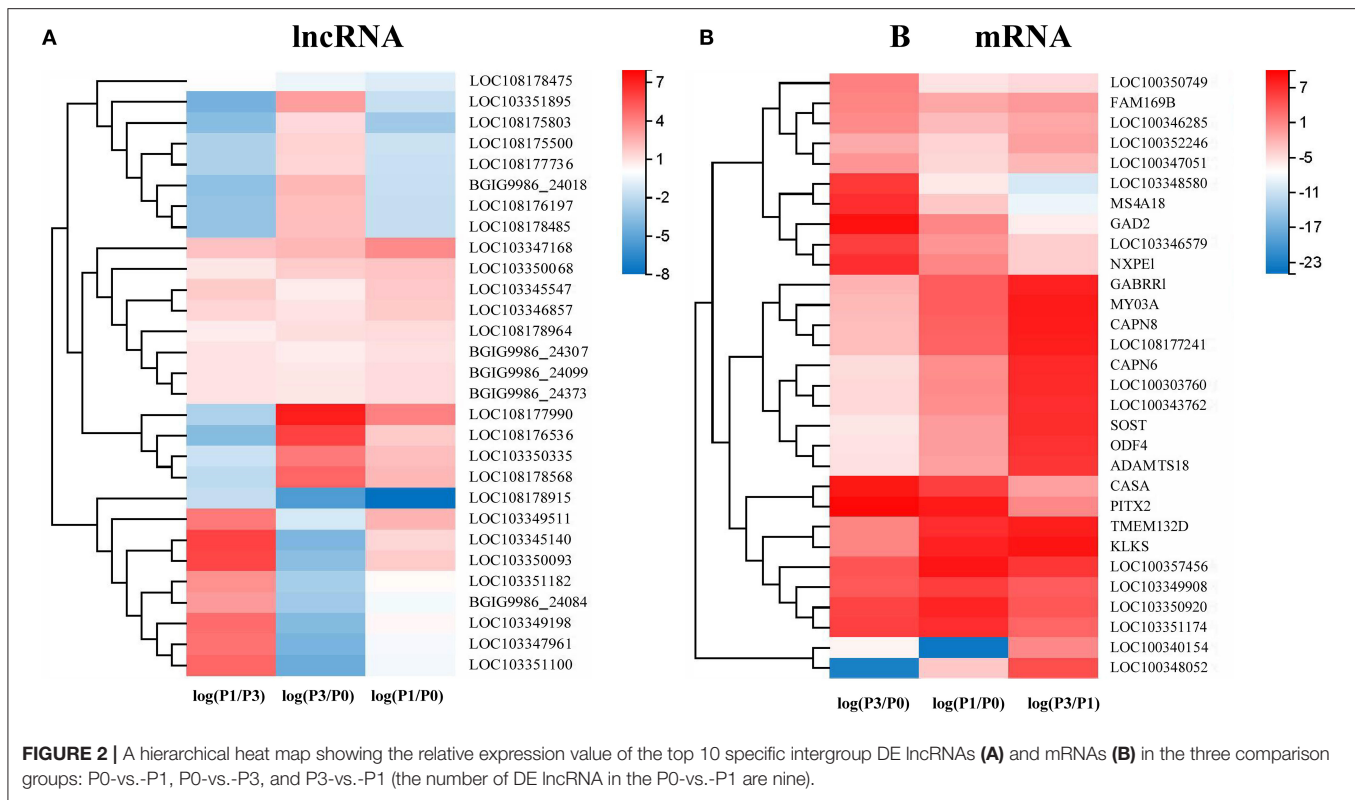 A
lncRNA
LOC108178475
LOC103351895
LOC108175803
LOC108175500
LOC108177736
BGIG9986_24018
LOC108176197
LOC108178485
LOC103347168
LOC103350068
LOC103345547
LOC103346857
LOC108178964
BGIG9986_24307
BGIG9986_24099
BGIG9986_24373
LOC108177990
LOC108176536
LOC103350335
LOC108178568
LOC108178915
LOC103349511
LOC103345140
LOC103350093
LOC103351182
BGIG9986_24084
LOC103349198
LOC103347961
LOC103351100
7
4
1
-2
-5
-8
log(P1/P3) log(P3/P0) log(P1/P0)
B
B mRNA
LOC100350749
FAM169B
LOC100346285
LOC100352246
LOC100347051
LOC103348580
MS4A18
GAD2
LOC103346579
NXPEl
GABRRl
MY03A
CAPN8
LOC108177241
CAPN6
LOC100303760
LOC100343762
SOST
ODF4
ADAMTS18
CASA
PITX2
TMEM132D
KLKS
LOC100357456
LOC103349908
LOC103350920
LOC103351174
LOC100340154
LOC100348052
7
1
-5
-11
-17
-23
log(P3/P0) log(P1/P0) log(P3/P1)
FIGURE 2 | A hierarchical heat map showing the relative expression value of the top 10 specific intergroup DE lncRNAs (A) and mRNAs (B) in the three comparison
groups: P0-vs.-P1, P0-vs.-P3, and P3-vs.-P1 (the number of DE lncRNA in the P0-vs.-P1 are nine).